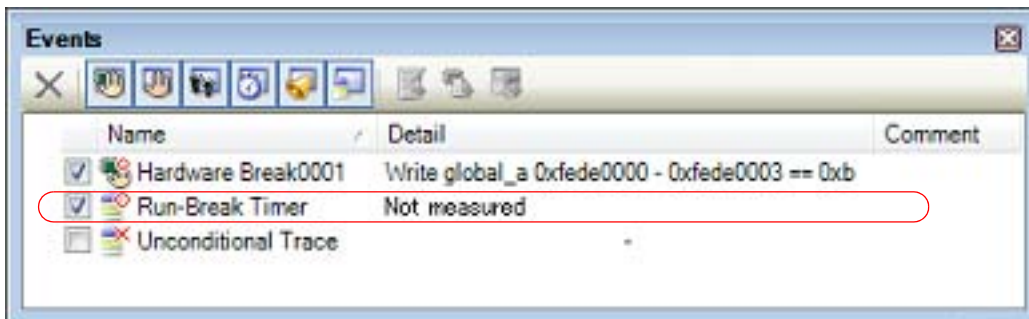 Events
Name Detail Comment
Hardware Break0001 Write global_a 0xfede0000 - 0xfede0003 == 0xb
Run-Break Timer Not measured
Unconditional Trace -